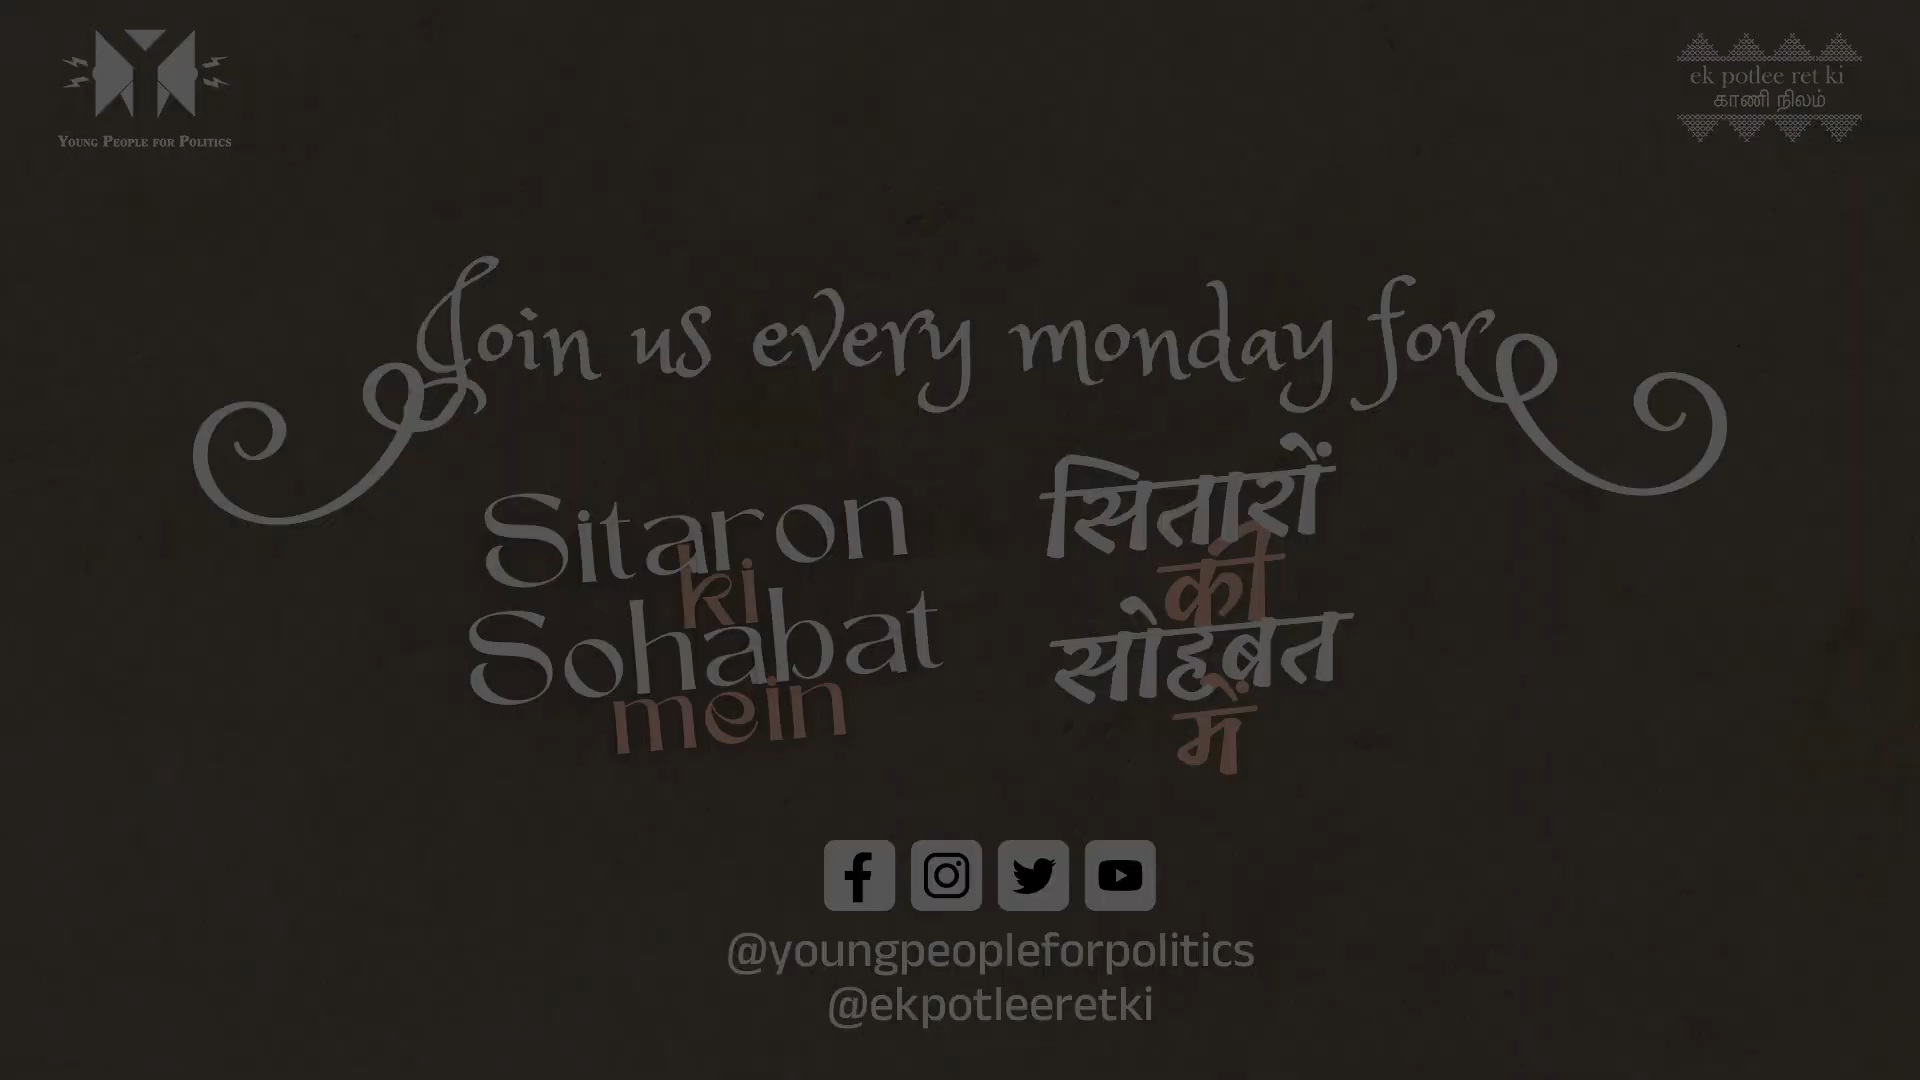 Young People for Politics
ek potlee ret ki
காணி நிலம்
Join us every monday for
Sitaron
ki
Sohabat
mein
सितारों
की
सोहबत
में
@youngpeopleforpolitics
@ekpotleeretki